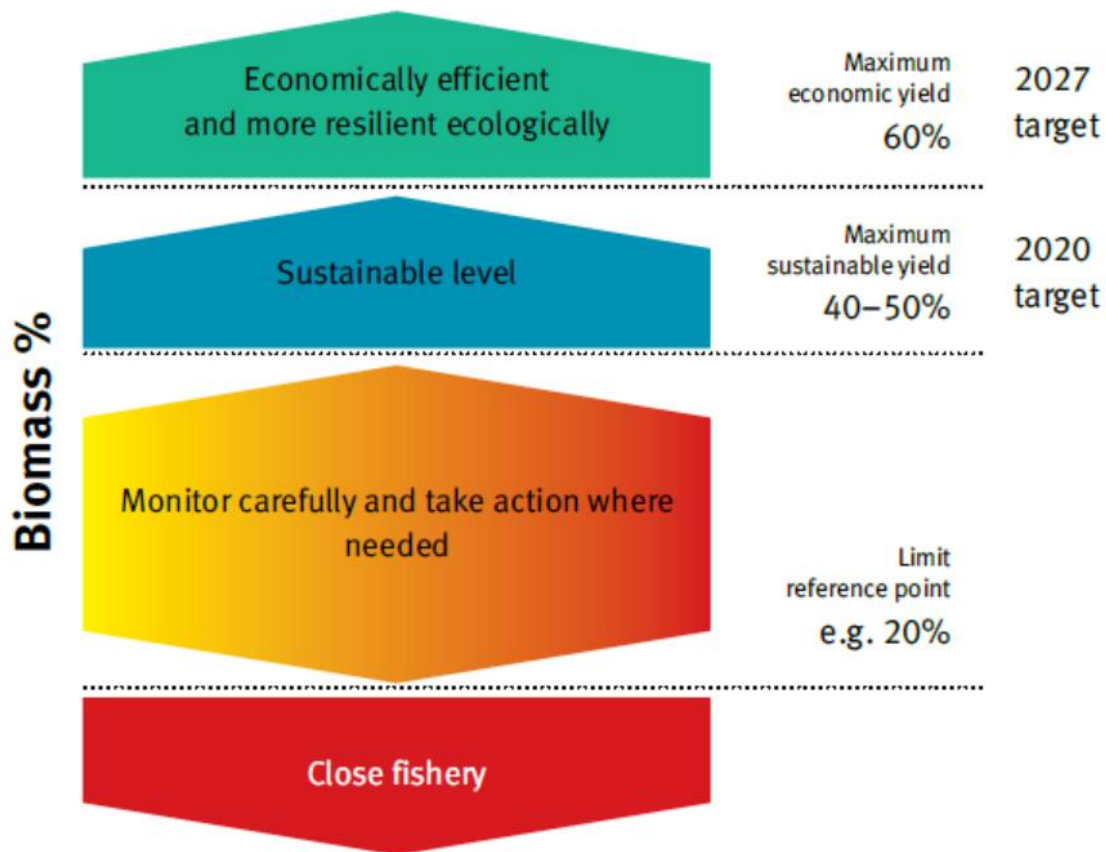 Economically efficient
and more resilient ecologically
Maximum
economic yield
60%
2027
target
Sustainable level
Maximum
sustainable yield
40–50%
2020
target
Biomass %
Monitor carefully and take action where
needed
Limit
reference point
e.g. 20%
Close fishery